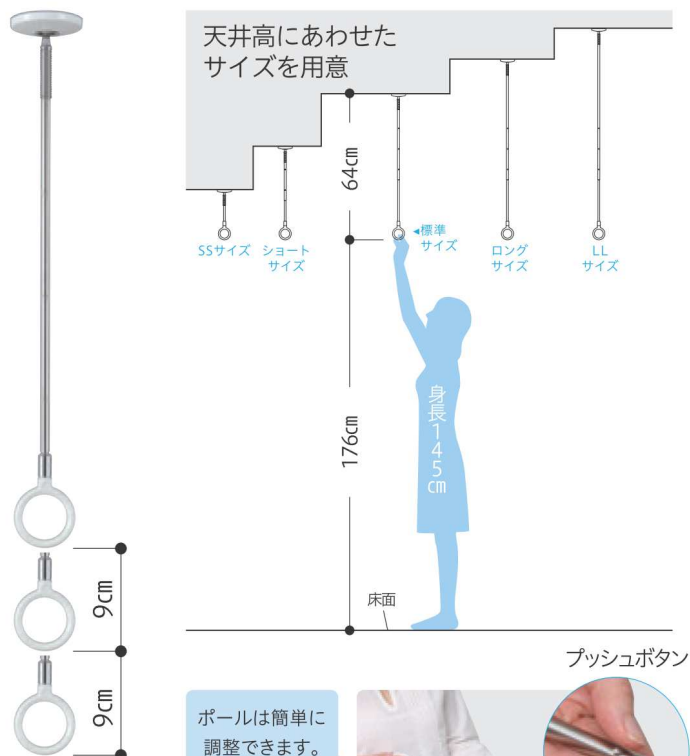 天井高にあわせた
サイズを用意
64cm
SSサイズ
ショート
サイズ
◂標準
サイズ
ロング
サイズ
LL
サイズ
身長145cm
176cm
床面
9cm
9cm
プッシュボタン
ポールは簡単に
調整できます。